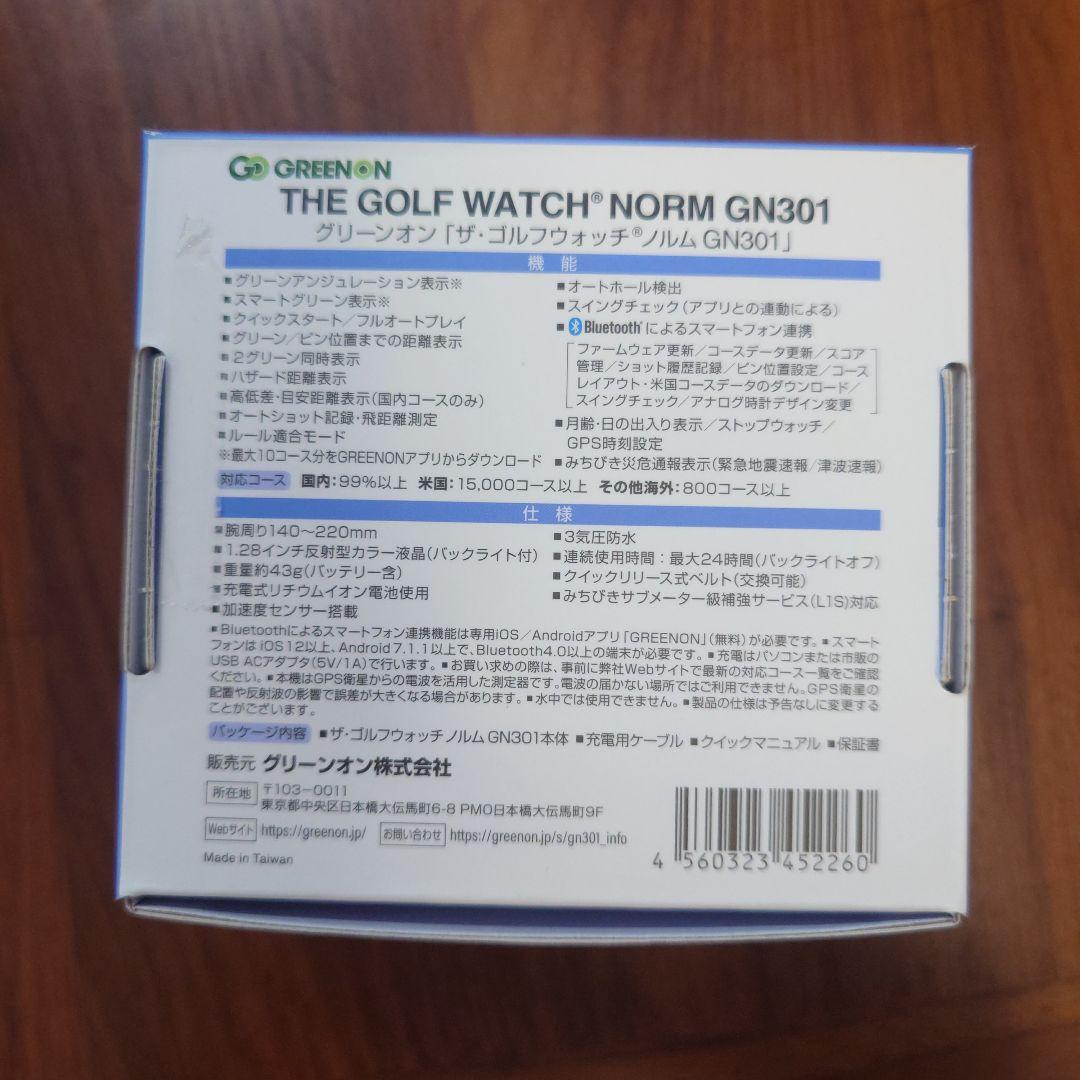 GREENON
THE GOLF WATCH® NORM GN301
グリーンオン「ザ・ゴルフウォッチ®ノルム GN301」
機能
■グリーンアンジュレーション表示※
■スマートグリーン表示※
■クイックスタート/フルオートプレイ
■グリーン/ピン位置までの距離表示
■2グリーン同時表示
■ハザード距離表示
■高低差・目安距離表示(国内コースのみ)
■オートショット記録・飛距離測定
■ルール適合モード
※最大10コース分をGREENONアプリからダウンロード
■オートホール検出
■スイングチェック(アプリとの連動による)
■Bluetooth®によるスマートフォン連携
ファームウェア更新/コースデータ更新/スコア
管理/ショット履歴記録/ピン位置設定/コース
レイアウト・米国コースデータのダウンロード/
スイングチェック/アナログ時計デザイン変更
■月齢・日の出入り表示/ストップウォッチ/
GPS時刻設定
■みちびき災危通報表示(緊急地震速報/津波速報)
対応コース 国内:99%以上 米国:15,000コース以上 その他海外:800コース以上
仕様
■腕周り140〜220mm
■1.28インチ反射型カラー液晶(バックライト付)
■重量約43g(バッテリー含)
■充電式リチウムイオン電池使用
■加速度センサー搭載
■3気圧防水
■連続使用時間:最大24時間(バックライトオフ)
■クイックリリース式ベルト(交換可能)
■みちびきサブメーター級補強サービス(L1S)対応
■Bluetoothによるスマートフォン連携機能は専用iOS/Androidアプリ「GREENON」(無料)が必要です。■スマート
フォンは iOS12以上、Android 7.1.1以上で、Bluetooth4.0以上の端末が必要です。■充電はパソコンまたは市販の
USB ACアダプタ(5V/1A)で行います。■お買い求めの際は、事前に弊社Webサイトで最新の対応コース一覧をご確認
ください。■本機はGPS衛星からの電波を活用した測定器です。電波の届かない場所ではご利用できません。GPS衛星の
配置や反射波の影響で誤差が大きくなる場合があります。■水中では使用できません。■製品の仕様は予告なしに変更する
ことがございます。
パッケージ内容 ■ザ・ゴルフウォッチノルム GN301本体 ■充電用ケーブル ■クイックマニュアル ■保証書
販売元 グリーンオン株式会社
所在地 〒103-0011
東京都中央区日本橋大伝馬町6-8 PMO日本橋大伝馬町9F
Webサイト https://greenon.jp/ お問い合わせ https://greenon.jp/s/gn301_info
Made in Taiwan
4 560323 452260